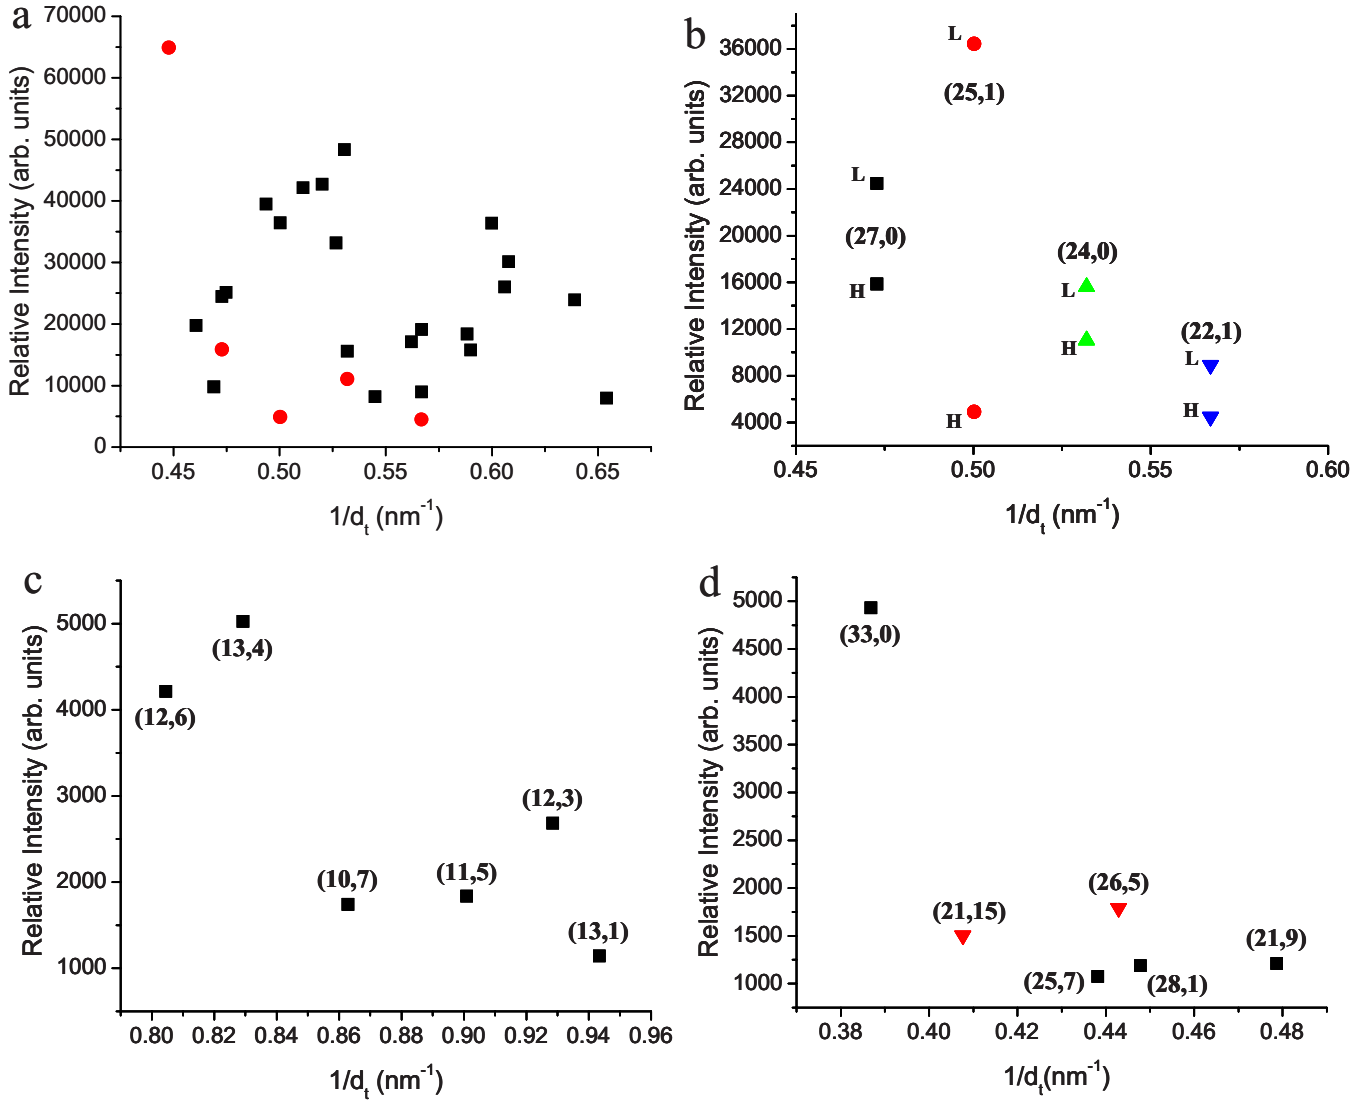 a
70000
60000
50000
40000
30000
20000
10000
0
Relative Intensity (arb. units)
0.45 0.50 0.55 0.60 0.65
1/dt (nm-1)
b
36000
32000
28000
24000
20000
16000
12000
8000
4000
Relative Intensity (arb. units)
L
(25,1)
L
(27,0)
H
(24,0)
L
H
(22,1)
L
H
H
0.45 0.50 0.55 0.60
1/dt (nm-1)
c
5000
4000
3000
2000
1000
Relative Intensity (arb. units)
(13,4)
(12,6)
(12,3)
(11,5)
(10,7)
(13,1)
0.80 0.82 0.84 0.86 0.88 0.90 0.92 0.94 0.96
1/dt (nm-1)
d
5000
4500
4000
3500
3000
2500
2000
1500
1000
Relative Intensity (arb. units)
(33,0)
(26,5)
(21,15)
(21,9)
(25,7)
(28,1)
0.38 0.40 0.42 0.44 0.46 0.48
1/dt(nm-1)